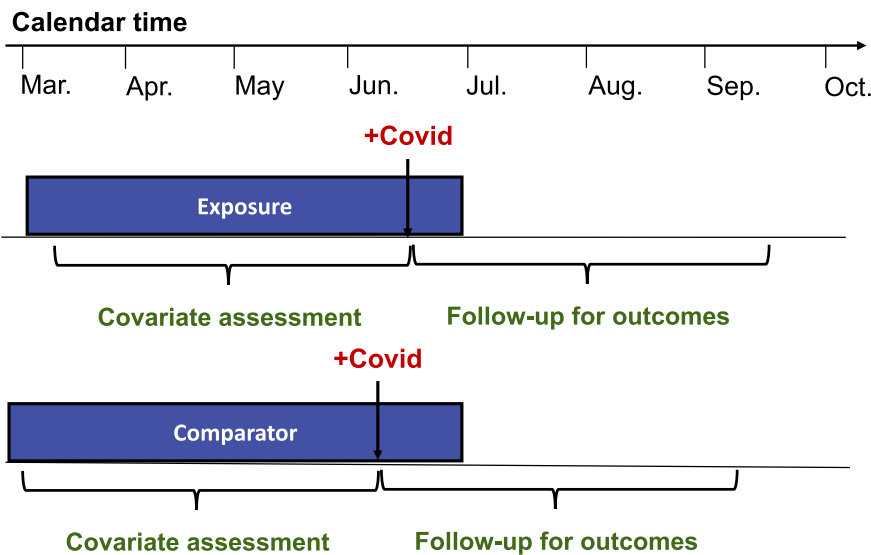 Calendar time
Mar. Apr. May Jun. Jul. Aug. Sep. Oct.
+Covid
Exposure
Covariate assessment Follow-up for outcomes
+Covid
Comparator
Covariate assessment Follow-up for outcomes